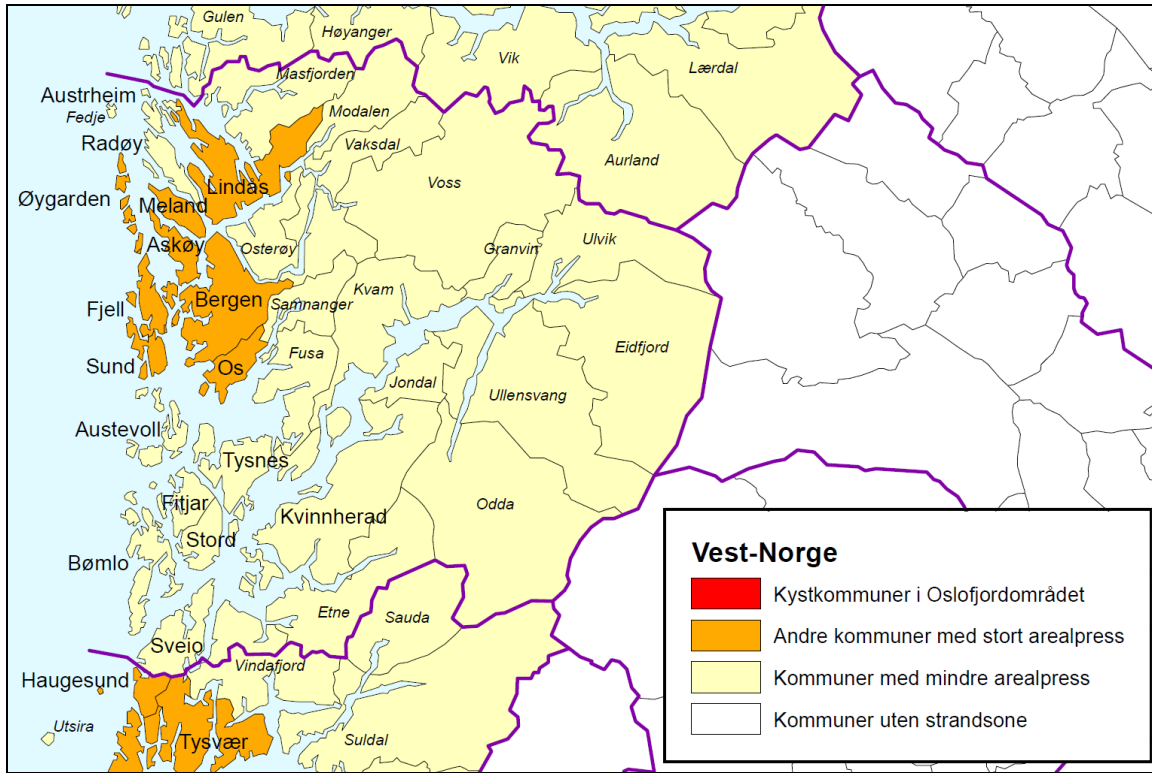 Gulen
Høyanger
Vik
Lærdal
Masfjorden
Austrheim
Fedje
Modalen
Radøy
Vaksdal
Aurland
Voss
Øygarden
Lindås
Meland
Askøy
Osterøy
Granvin
Ulvik
Kvam
Bergen
Samnanger
Fjell
Eidfjord
Fusa
Sund
Os
Jondal
Ullensvang
Austevoll
Tysnes
Fitjar
Odda
Kvinnherad
Stord
Bømlo
Etne
Sauda
Sveio
Vindafjord
Haugesund
Utsira
Tysvær
Suldal
Vest-Norge
Kystkommuner i Oslofjordområdet
Andre kommuner med stort arealpress
Kommuner med mindre arealpress
Kommuner uten strandsone